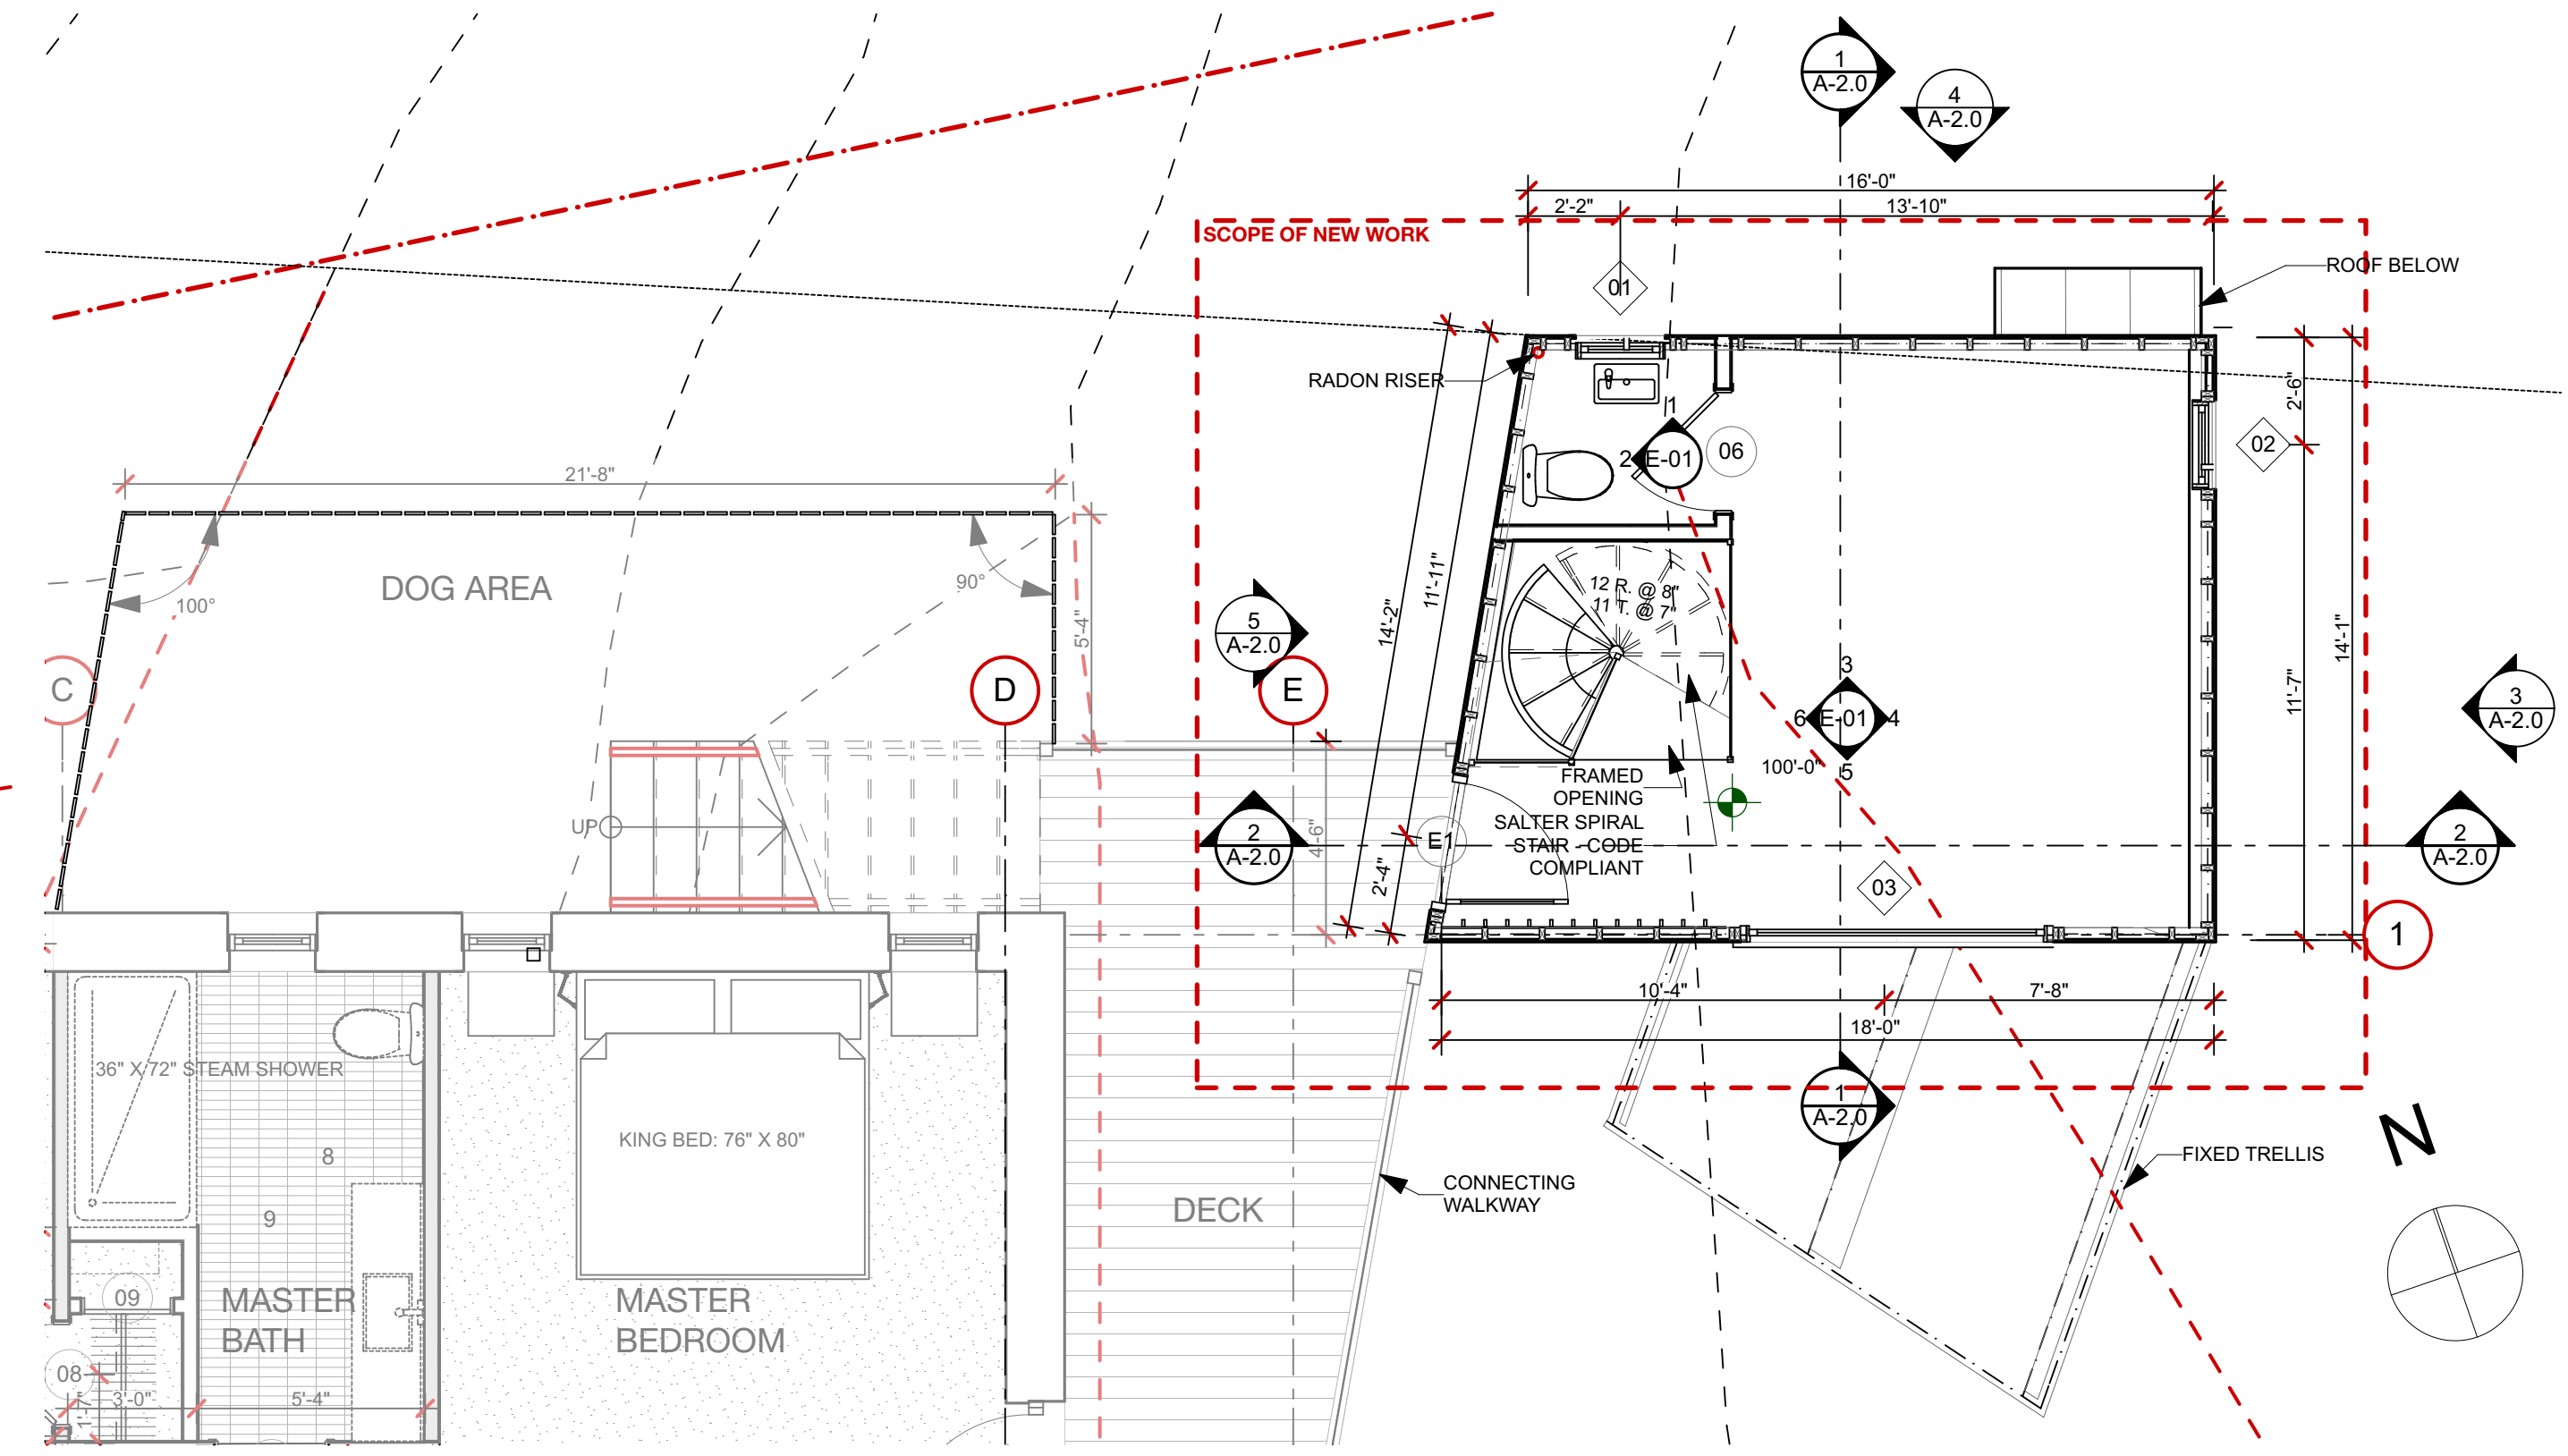 1
A-2.0
4
A-2.0
16'-0"
2'-2"
13'-10"
SCOPE OF NEW WORK
ROOF BELOW
01
RADON RISER
2'-6"
1
02
2
E-01
06
21'-8"
11'-11"
12 R. @ 8"
11 T. @ 7"
DOG AREA
90°
100°
14'-2"
5'-4"
5
A-2.0
14'-1"
3
C
D
E
11'-7"
3
A-2.0
6
E-01
4
100'-0"
5
FRAMED
OPENING
UP
4'-6"
2
A-2.0
E1
SALTER SPIRAL
STAIR - CODE
COMPLIANT
2
A-2.0
2'-4"
03
1
10'-4"
7'-8"
18'-0"
36" X 72" STEAM SHOWER
1
A-2.0
KING BED: 76" X 80"
8
N
FIXED TRELLIS
CONNECTING
WALKWAY
9
DECK
09
MASTER
BATH
MASTER
BEDROOM
08
3'-0"
5'-4"
1'-7"